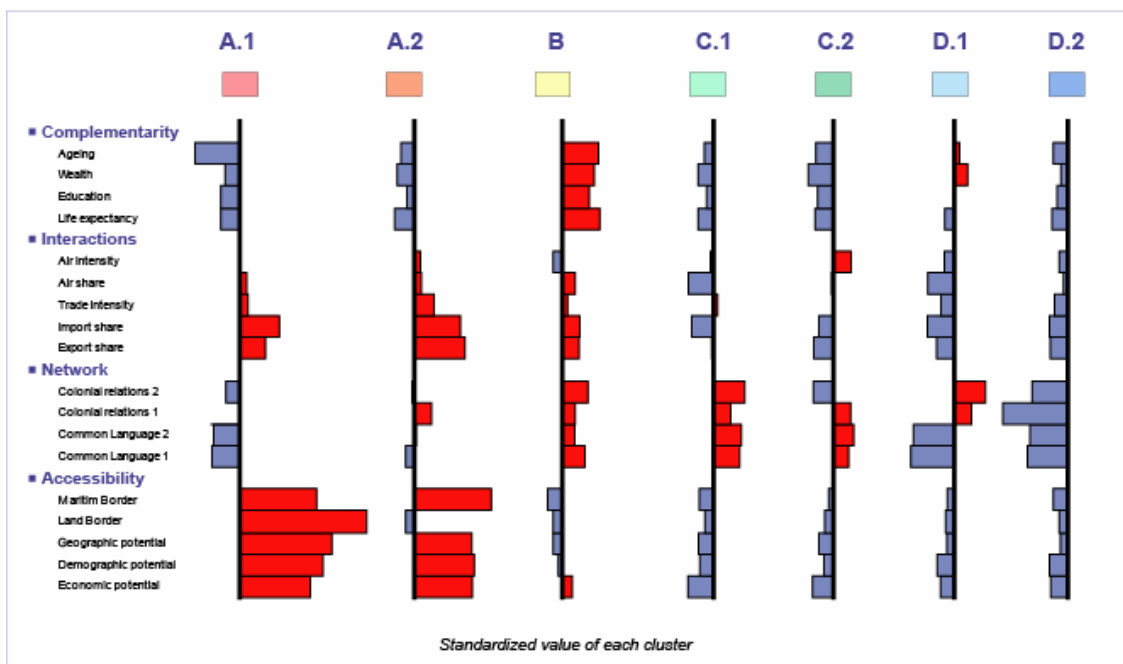 A.1 A.2 B C.1 C.2 D.1 D.2
Complementarity
Ageing
Wealth
Education
Life expectancy
Interactions
Air intensity
Air share
Trade intensity
Import share
Export share
Network
Colonial relations 2
Colonial relations 1
Common Language 2
Common Language 1
Accessibility
Maritim Border
Land Border
Geographic potential
Demographic potential
Economic potential
Standardized value of each cluster